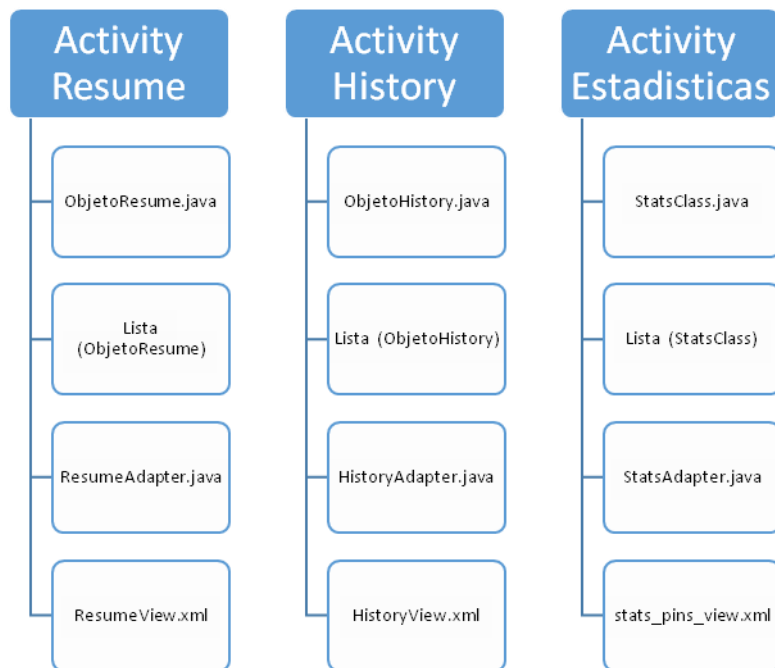 Activity
Resume
ObjetoResume.java
Lista
(ObjetoResume)
ResumeAdapter.java
ResumeView.xml
Activity
History
ObjetoHistory.java
Lista (ObjetoHistory)
HistoryAdapter.java
HistoryView.xml
Activity
Estadisticas
StatsClass.java
Lista (StatsClass)
StatsAdapter.java
stats_pins_view.xml